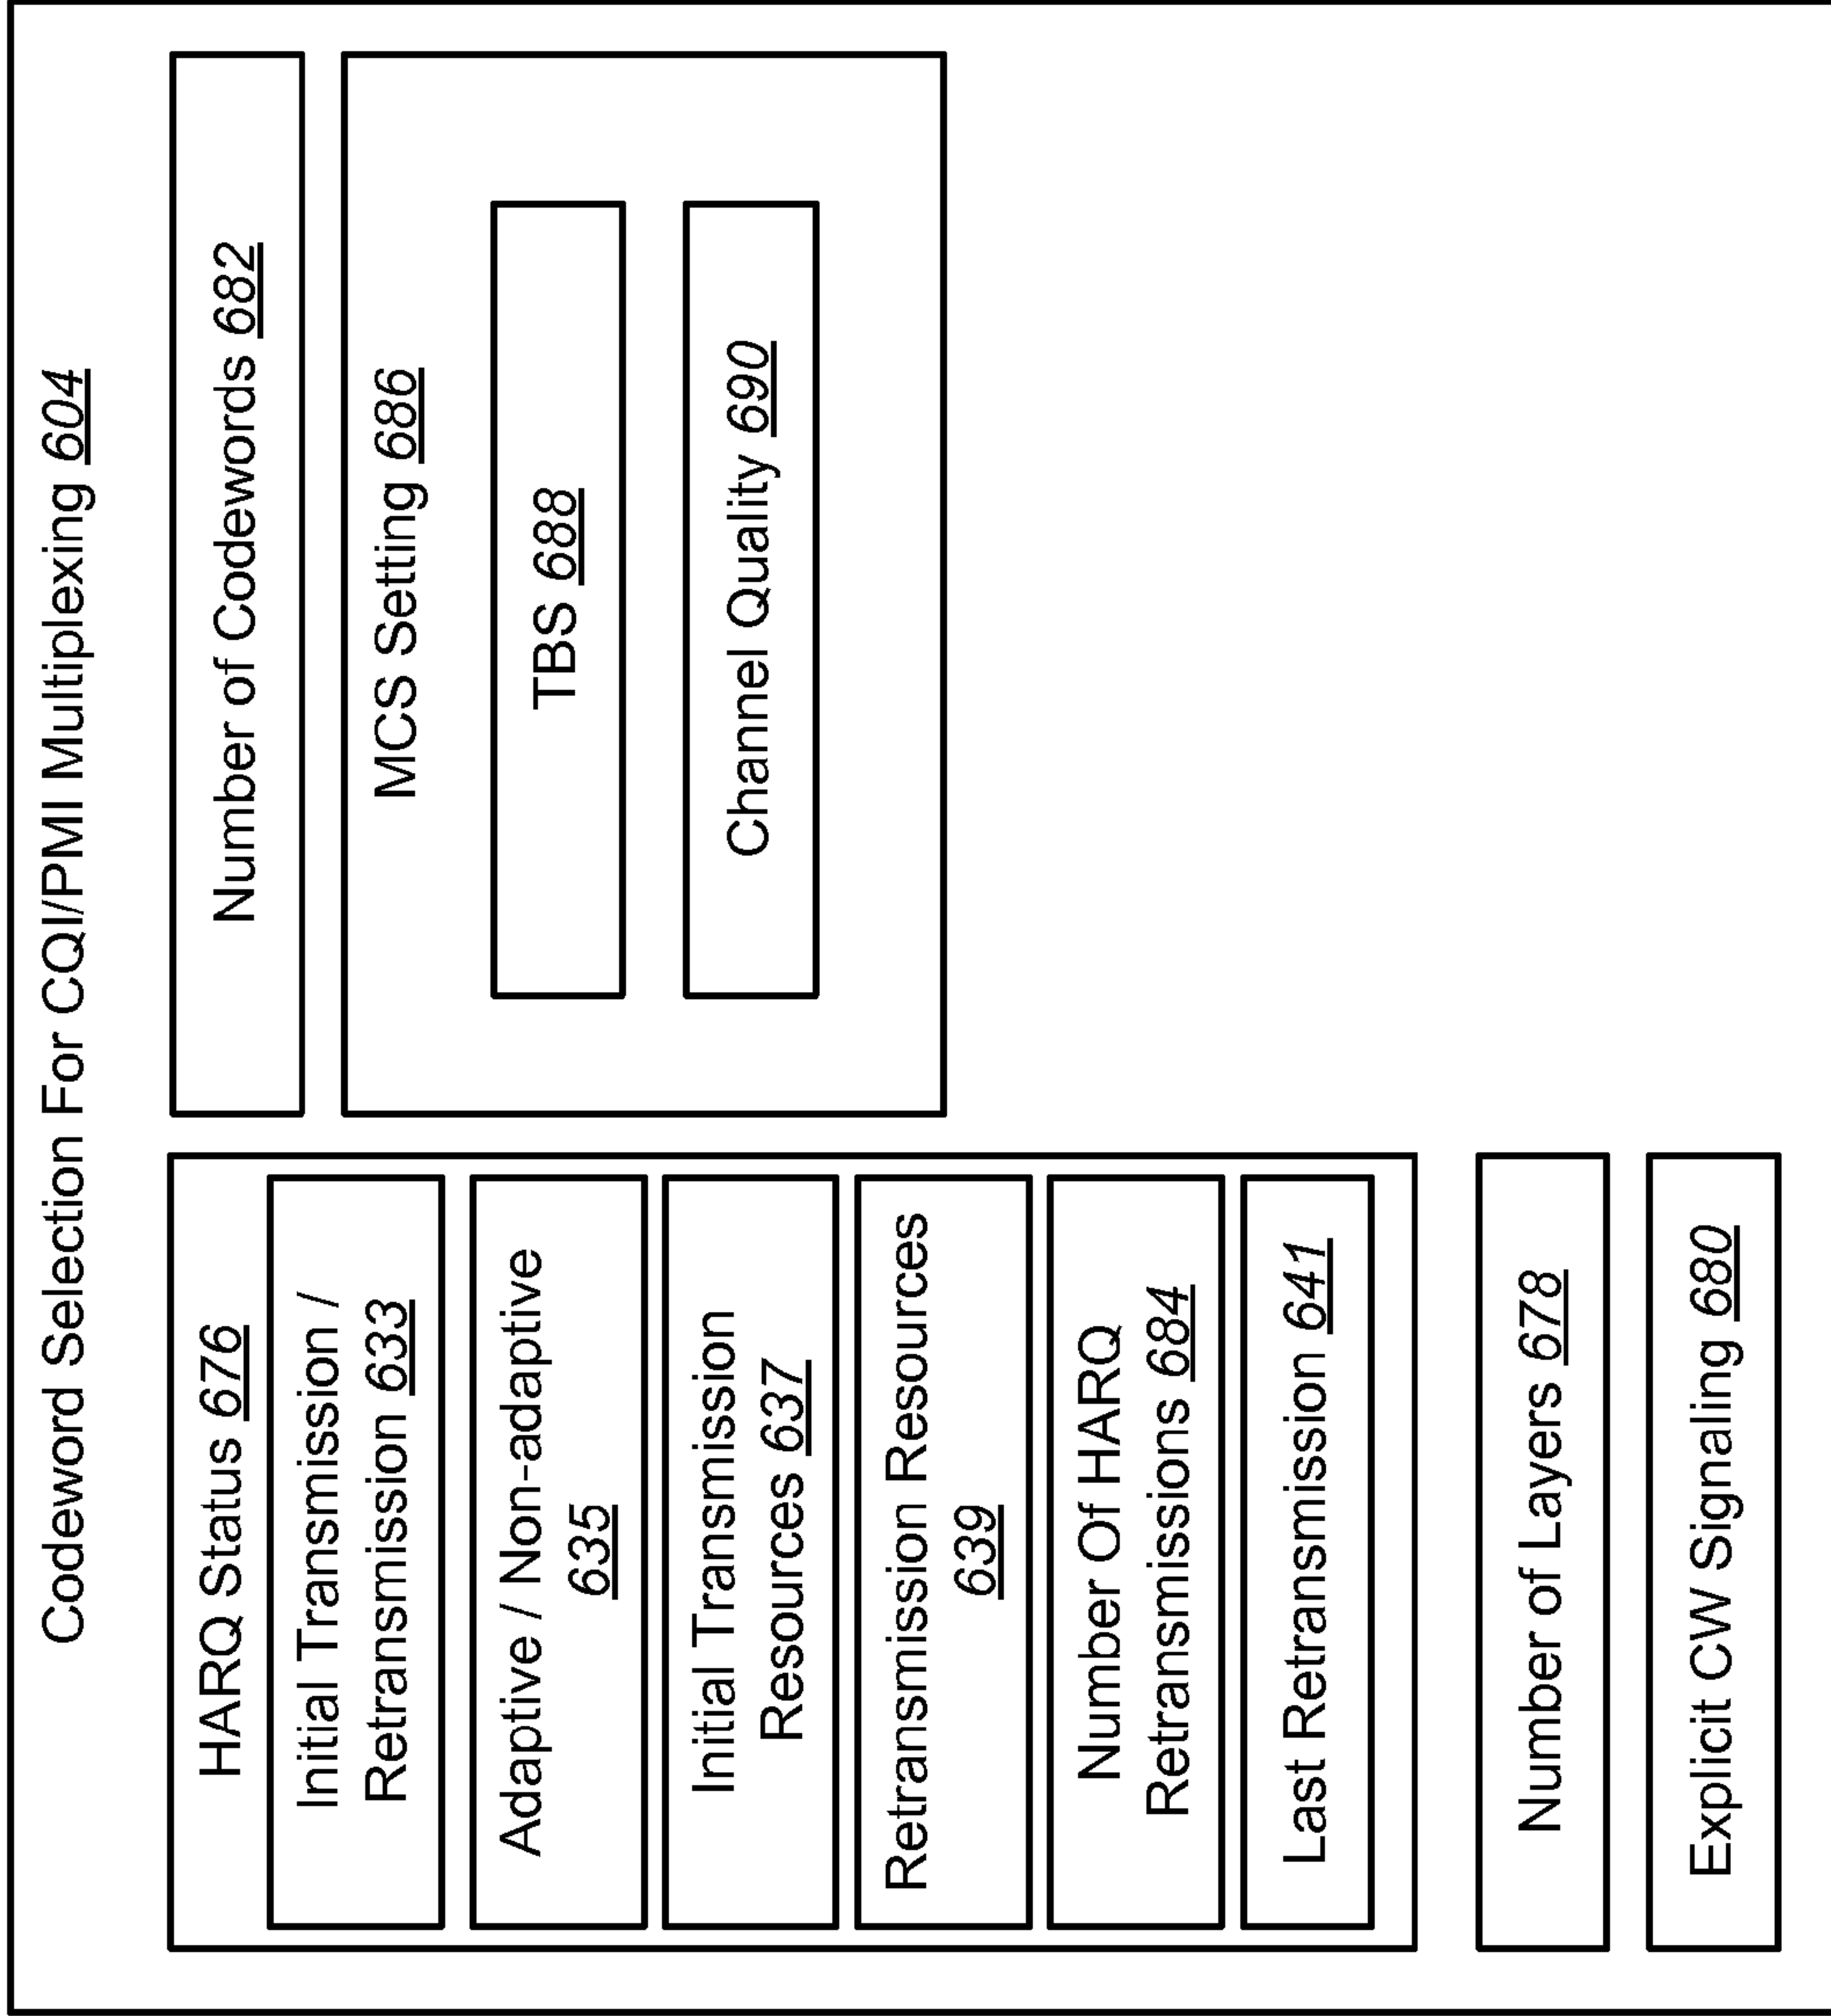 Codeword Selection For CQI/PMI Multiplexing 604
HARQ Status 676
Initial Transmission /
Retransmission 633
Adaptive / Non-adaptive
635
Initial Transmission
Resources 637
Retransmission Resources
639
Number Of HARQ
Retransmissions 684
Last Retransmission 641
Number of Layers 678
Explicit CW Signaling 680
Number of Codewords 682
MCS Setting 686
TBS 688
Channel Quality 690